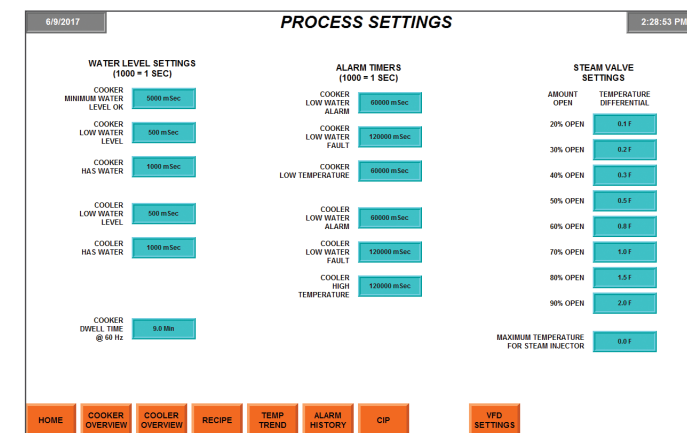 6/9/2017
PROCESS SETTINGS
2:28:53 PM
WATER LEVEL SETTINGS
(1000 = 1 SEC)
COOKER
MINIMUM WATER
LEVEL OK
5000 mSec
COOKER
LOW WATER
LEVEL
500 mSec
COOKER
HAS WATER
1000 mSec
COOLER
LOW WATER
LEVEL
500 mSec
COOLER
HAS WATER
1000 mSec
COOKER
DWELL TIME
@ 60 Hz
9.0 Min
ALARM TIMERS
(1000 = 1 SEC)
COOKER
LOW WATER
ALARM
60000 mSec
COOKER
LOW WATER
FAULT
120000 mSec
COOKER
LOW TEMPERATURE
60000 mSec
COOLER
LOW WATER
ALARM
60000 mSec
COOLER
LOW WATER
FAULT
120000 mSec
COOLER
HIGH
TEMPERATURE
120000 mSec
STEAM VALVE
SETTINGS
AMOUNT
OPEN
TEMPERATURE
DIFFERENTIAL
20% OPEN
0.1 F
30% OPEN
0.2 F
40% OPEN
0.3 F
50% OPEN
0.5 F
60% OPEN
0.8 F
70% OPEN
1.0 F
80% OPEN
1.5 F
90% OPEN
2.0 F
MAXIMUM TEMPERATURE
FOR STEAM INJECTOR
0.0 F
HOME
COOKER
OVERVIEW
COOLER
OVERVIEW
RECIPE
TEMP
TREND
ALARM
HISTORY
CIP
VFD
SETTINGS